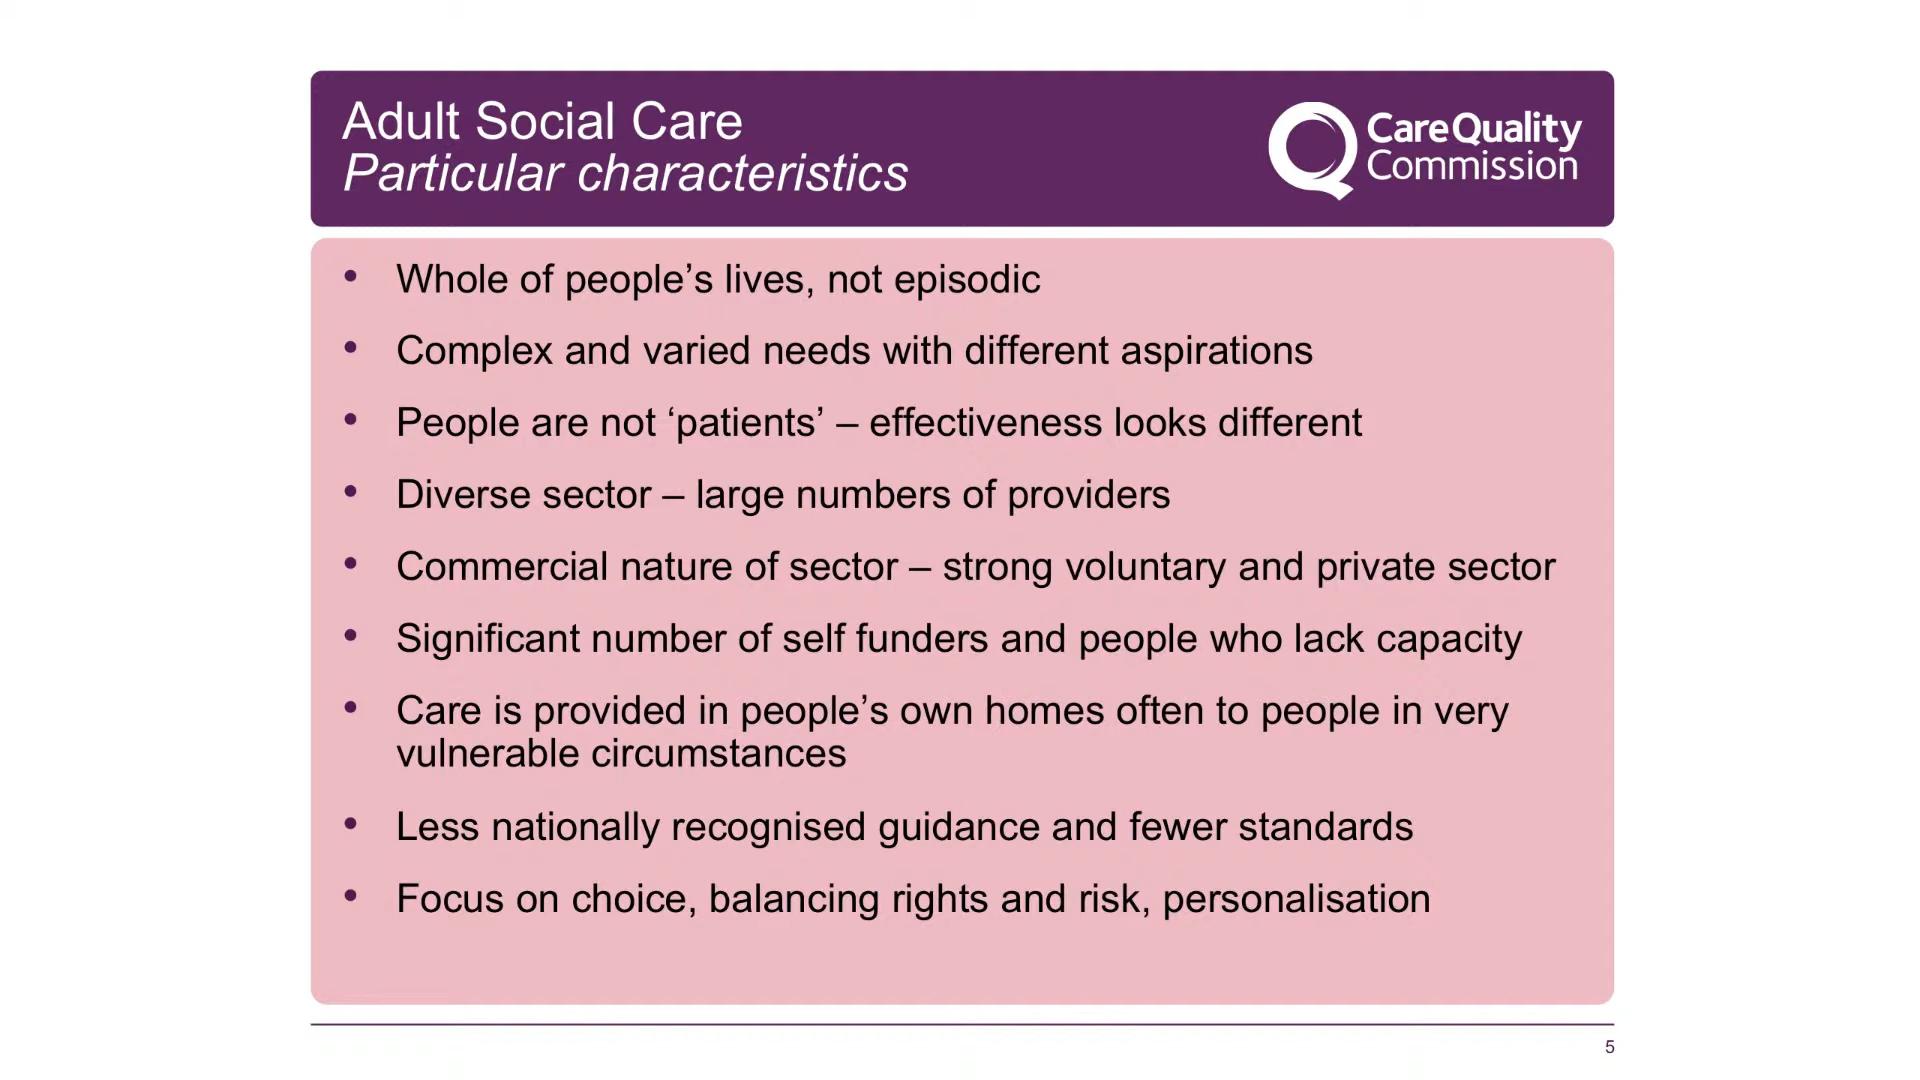 Adult Social Care
Particular characteristics
CareQuality
Commission
• Whole of people’s lives, not episodic
• Complex and varied needs with different aspirations
• People are not ‘patients’ – effectiveness looks different
• Diverse sector – large numbers of providers
• Commercial nature of sector – strong voluntary and private sector
• Significant number of self funders and people who lack capacity
• Care is provided in people’s own homes often to people in very
vulnerable circumstances
• Less nationally recognised guidance and fewer standards
• Focus on choice, balancing rights and risk, personalisation
5